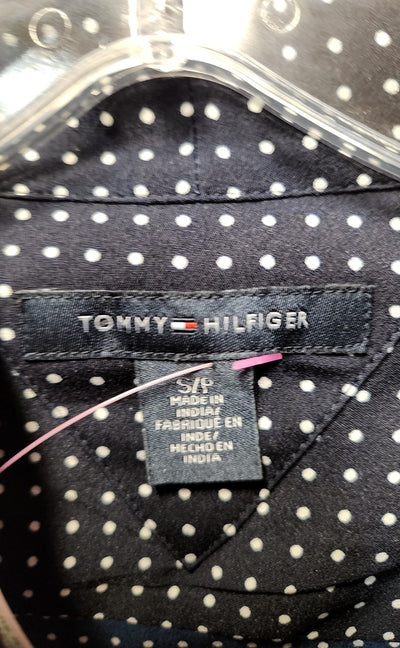 TOMMY HILFIGER
S/P
MADE IN
INDIA/
FABRIQUÉ EN
INDE/
HECHO EN
INDIA